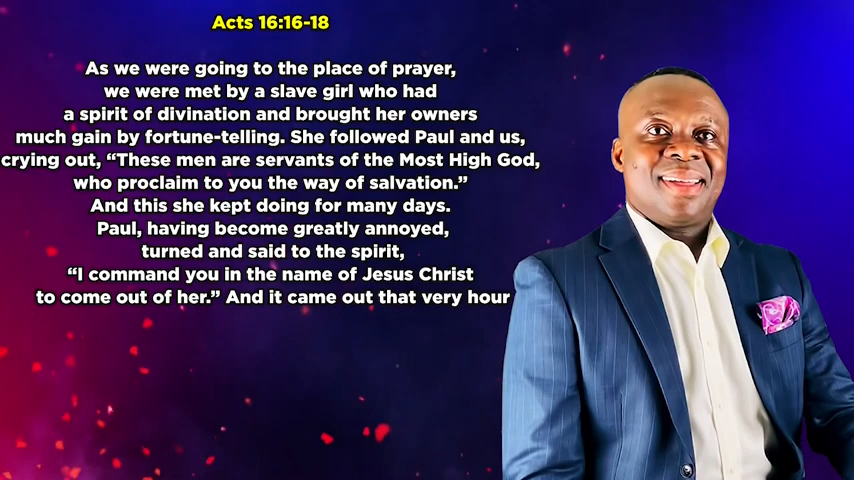 Acts 16:16-18
As we were going to the place of prayer,
we were met by a slave girl who had
a spirit of divination and brought her owners
much gain by fortune-telling. She followed Paul and us,
crying out, “These men are servants of the Most High God,
who proclaim to you the way of salvation.”
And this she kept doing for many days.
Paul, having become greatly annoyed,
turned and said to the spirit,
“I command you in the name of Jesus Christ
to come out of her.” And it came out that very hour